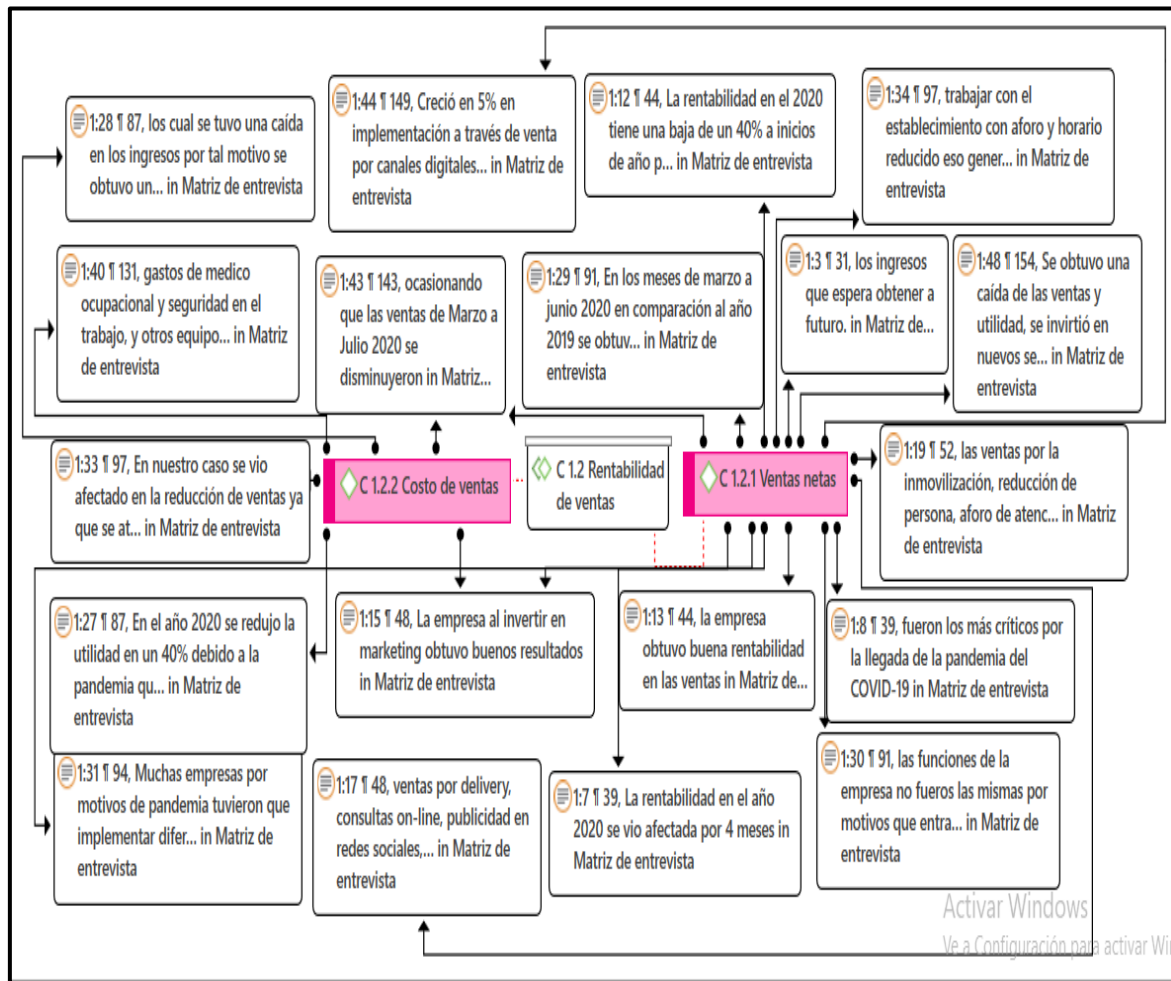 1:28 ¶ 87, los cual se tuvo una caída
en los ingresos por tal motivo se
obtuvo un... in Matriz de
entrevista
1:44 ¶ 149, Creció en 5% en
implementación a través de venta
por canales digitales... in Matriz de
entrevista
1:12 ¶ 44, La rentabilidad en el 2020
tiene una baja de un 40% a inicios
de año p... in Matriz de entrevista
1:34 ¶ 97, trabajar con el
establecimiento con aforo y horario
reducido eso gener... in Matriz de
entrevista
1:40 ¶ 131, gastos de medico
ocupacional y seguridad en el
trabajo, y otros equipo... in Matriz
de entrevista
1:43 ¶ 143, ocasionando
que las ventas de Marzo a
Julio 2020 se
disminuyeron in Matriz...
1:29 ¶ 91, En los meses de marzo a
junio 2020 en comparación al año
2019 se obtuv... in Matriz de
entrevista
1:3 ¶ 31, los ingresos
que espera obtener a
futuro. in Matriz de...
1:48 ¶ 154, Se obtuvo una
caída de las ventas y
utilidad, se invirtió en
nuevos se... in Matriz de
entrevista
1:33 ¶ 97, En nuestro caso se vio
afectado en la reducción de ventas ya
que se at... in Matriz de entrevista
C 1.2.2 Costo de ventas
C 1.2 Rentabilidad
de ventas
C 1.2.1 Ventas netas
1:19 ¶ 52, las ventas por la
inmovilización, reducción de
persona, aforo de atenc... in Matriz
de entrevista
1:27 ¶ 87, En el año 2020 se redujo la
utilidad en un 40% debido a la
pandemia qu... in Matriz de
entrevista
1:15 ¶ 48, La empresa al invertir en
marketing obtuvo buenos resultados
in Matriz de entrevista
1:13 ¶ 44, la empresa
obtuvo buena rentabilidad
en las ventas in Matriz de...
1:8 ¶ 39, fueron los más críticos por
la llegada de la pandemia del
COVID-19 in Matriz de entrevista
1:31 ¶ 94, Muchas empresas por
motivos de pandemia tuvieron que
implementar difer... in Matriz de
entrevista
1:17 ¶ 48, ventas por delivery,
consultas on-line, publicidad en
redes sociales,... in Matriz de
entrevista
1:7 ¶ 39, La rentabilidad en el año
2020 se vio afectada por 4 meses in
Matriz de entrevista
1:30 ¶ 91, las funciones de la
empresa no fueros las mismas por
motivos que entra... in Matriz de
entrevista
Activar Windows
Ve a Configuración para activar Wi